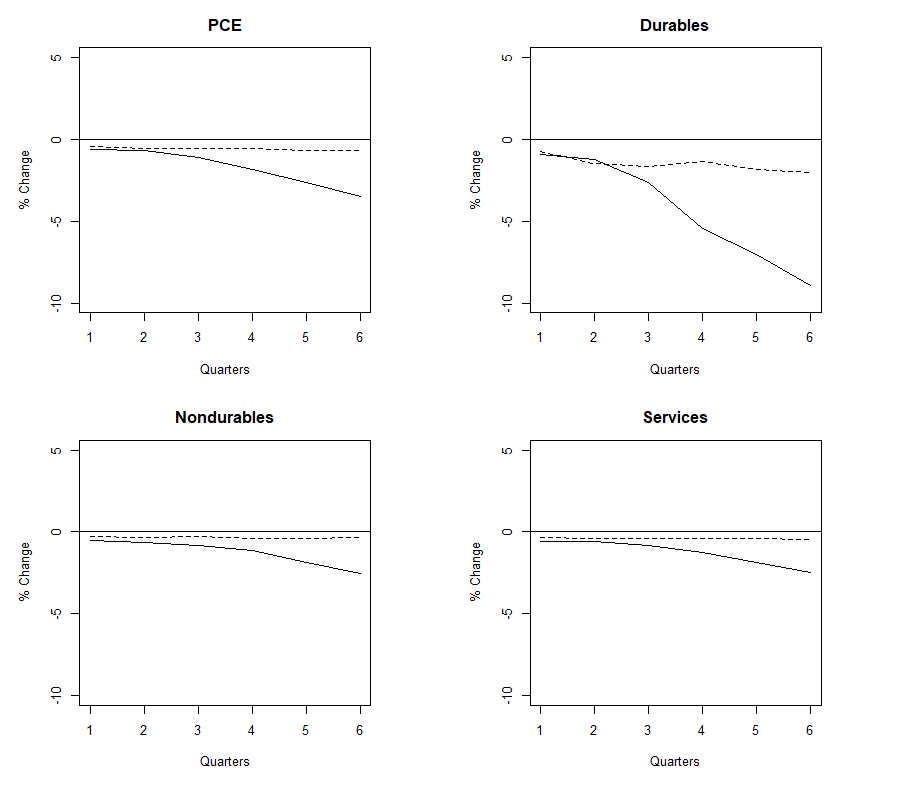 PCE
% Change
5
0
-5
-10
1 2 3 4 5 6
Quarters
Durables
% Change
5
0
-5
-10
1 2 3 4 5 6
Quarters
Nondurables
% Change
5
0
-5
-10
1 2 3 4 5 6
Quarters
Services
% Change
5
0
-5
-10
1 2 3 4 5 6
Quarters